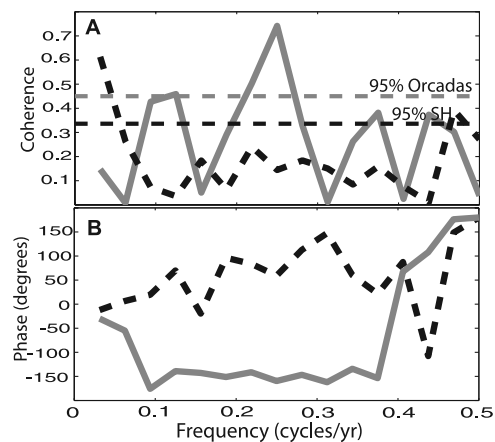 A
0.7
0.6
0.5
0.4
0.3
0.2
0.1
Coherence
95% Orcadas
95% SH
B
150
100
50
0
-50
-100
-150
Phase (degrees)
0 0.1 0.2 0.3 0.4 0.5
Frequency (cycles/yr)